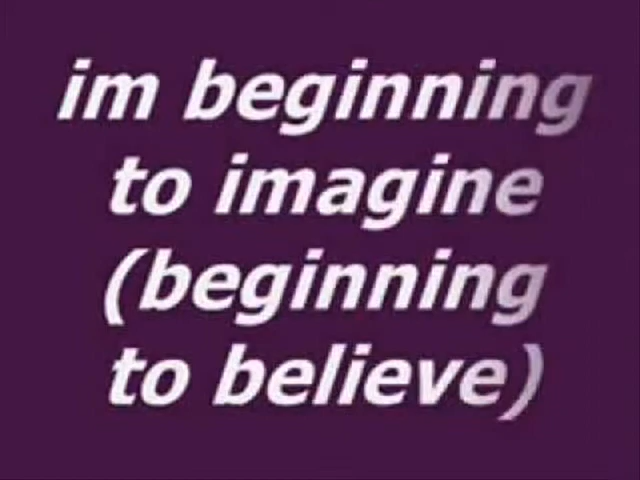 im beginning
to imagine
(beginning
to believe)